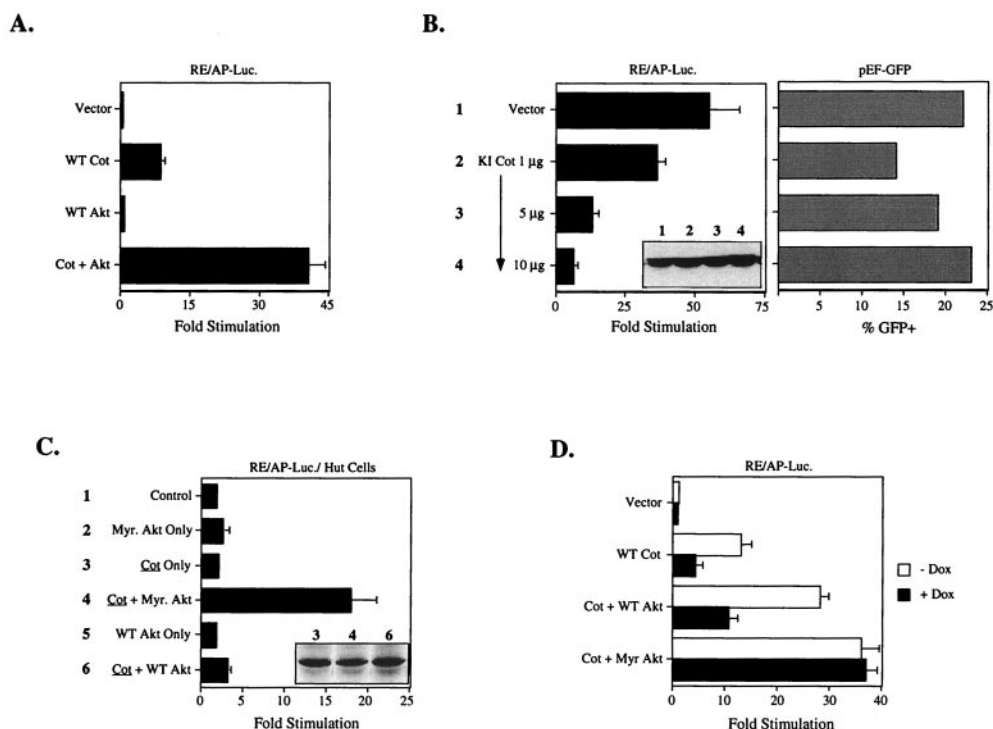 A.
RE/AP-Luc.
Vector
WT Cot
WT Akt
Cot + Akt
0 15 30 45
Fold Stimulation
B.
RE/AP-Luc.
pEF-GFP
1 Vector
2 KI Cot 1 µg
3 5 µg
4 10 µg
1 2 3 4
0 25 50 75
Fold Stimulation
5 10 15 20 25
% GFP+
C.
RE/AP-Luc./ Hut Cells
1 Control
2 Myr. Akt Only
3 Cot Only
4 Cot + Myr. Akt
5 WT Akt Only
6 Cot + WT Akt
3 4 6
0 5 10 15 20 25
Fold Stimulation
D.
RE/AP-Luc.
Vector
WT Cot
Cot + WT Akt
Cot + Myr Akt
- Dox
+ Dox
0 10 20 30 40
Fold Stimulation